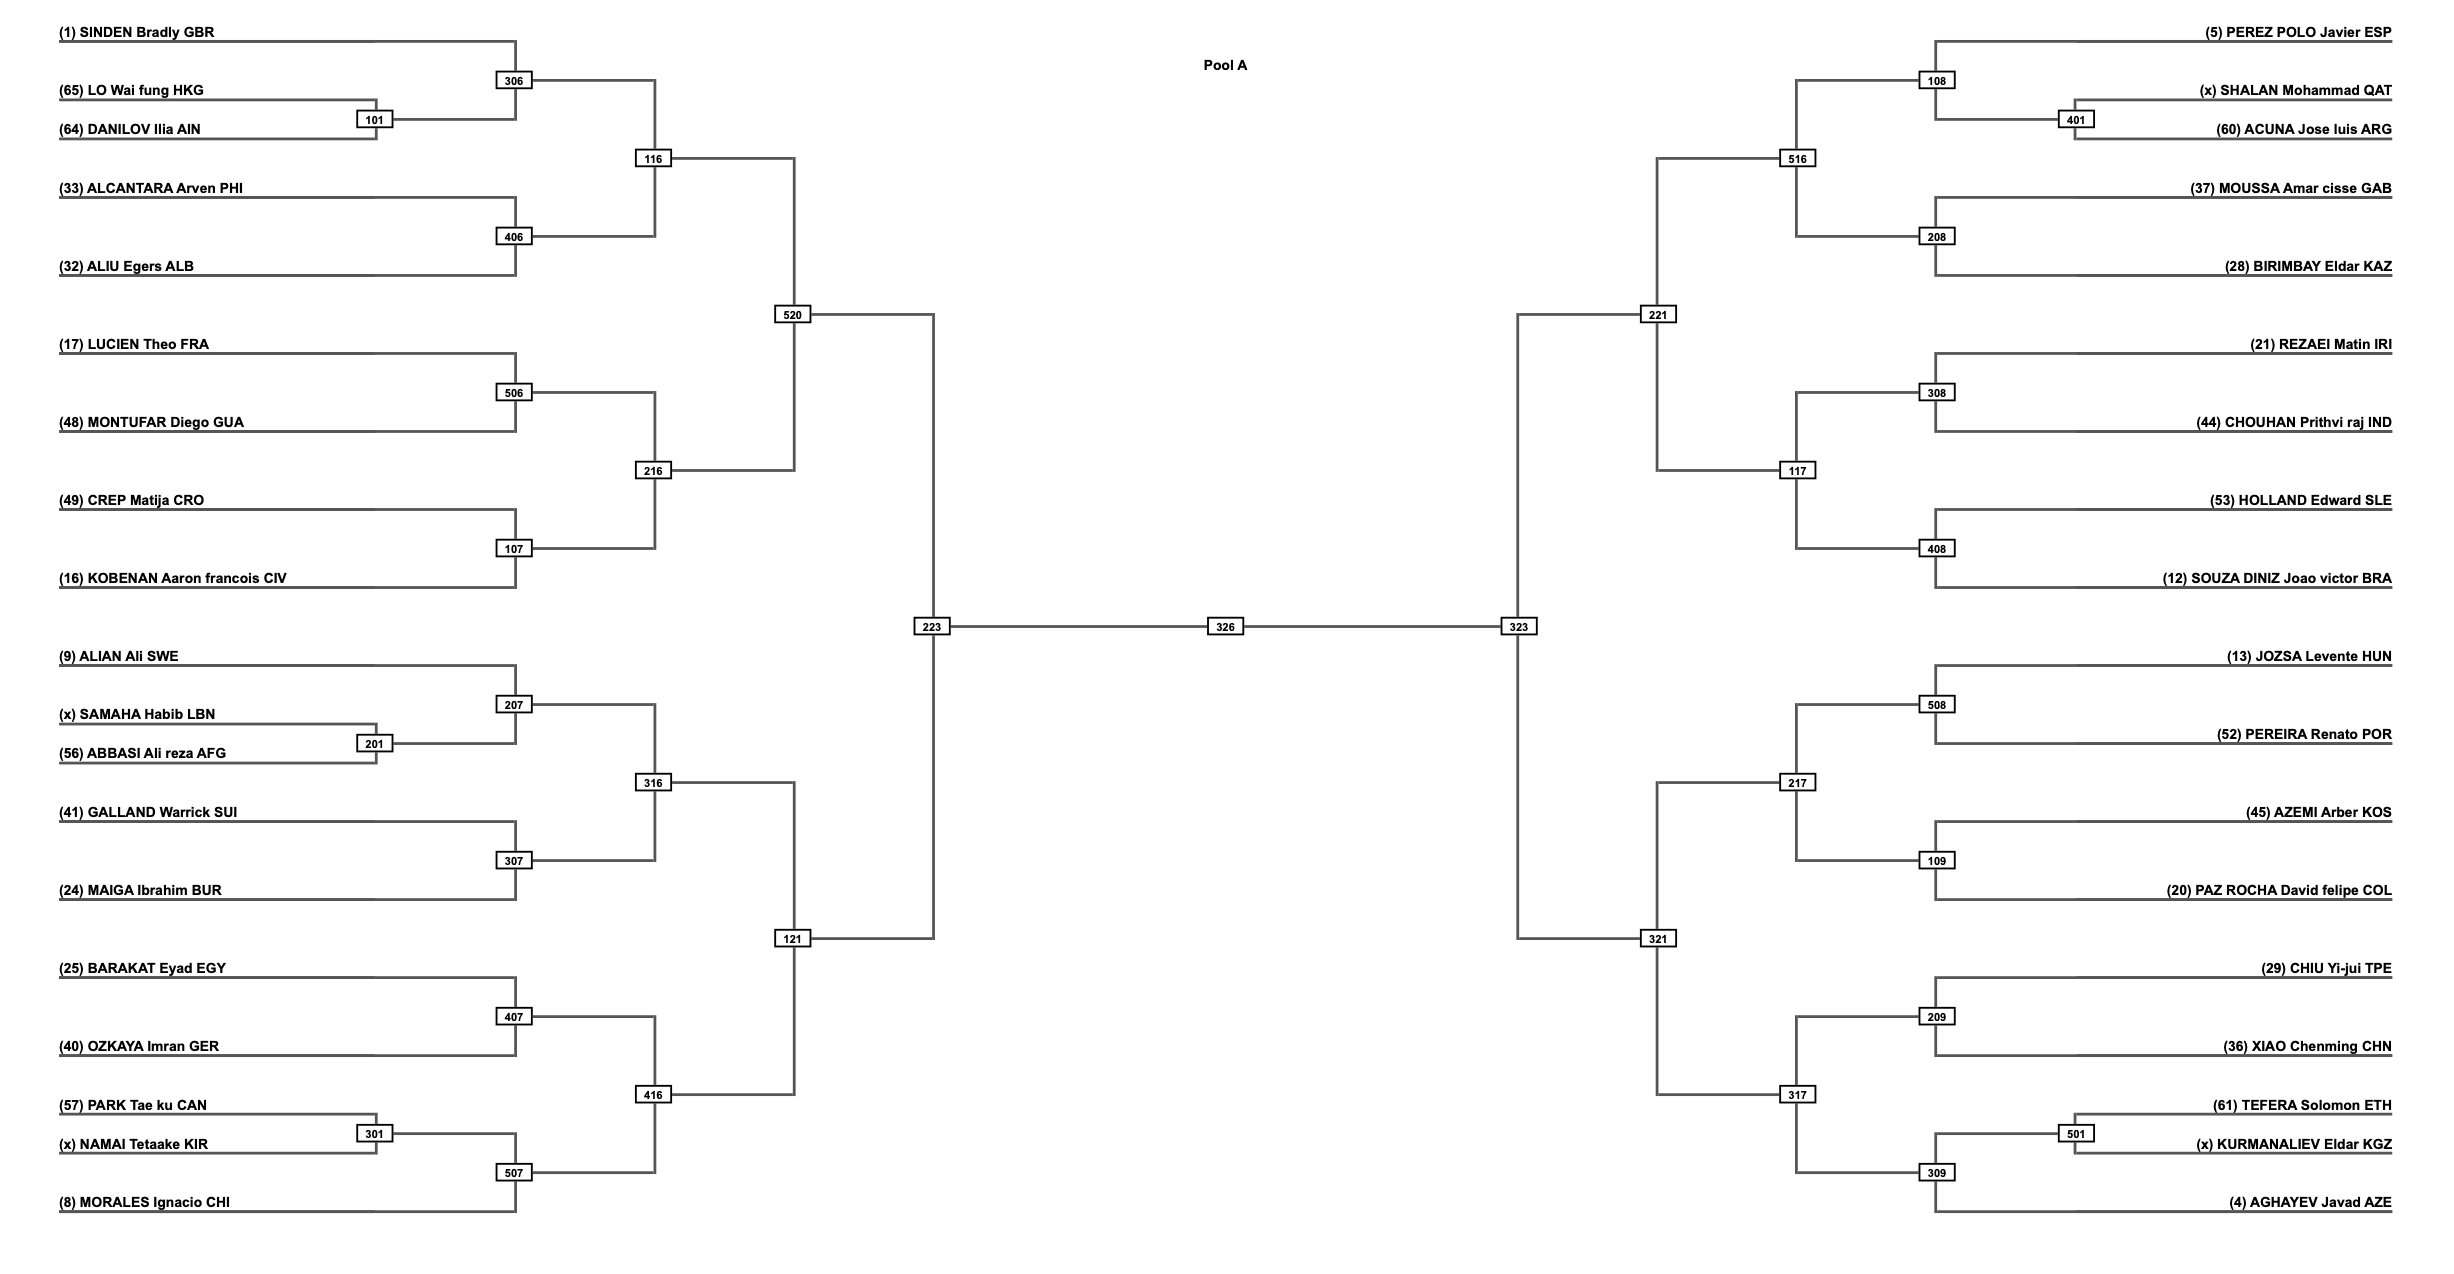 Pool A
(1) SINDEN Bradly GBR
306
(65) LO Wai fung HKG
101
(64) DANILOV Ilia AIN
116
(33) ALCANTARA Arven PHI
406
(32) ALIU Egers ALB
520
(17) LUCIEN Theo FRA
506
(48) MONTUFAR Diego GUA
216
(49) CREP Matija CRO
107
(16) KOBENAN Aaron francois CIV
223
(9) ALIAN Ali SWE
207
(x) SAMAHA Habib LBN
201
(56) ABBASI Ali reza AFG
316
(41) GALLAND Warrick SUI
307
(24) MAIGA Ibrahim BUR
121
(25) BARAKAT Eyad EGY
407
(40) OZKAYA Imran GER
416
(57) PARK Tae ku CAN
301
(x) NAMAI Tetaake KIR
507
(8) MORALES Ignacio CHI
326
(5) PEREZ POLO Javier ESP
108
(x) SHALAN Mohammad QAT
401
(60) ACUNA Jose luis ARG
516
(37) MOUSSA Amar cisse GAB
208
(28) BIRIMBAY Eldar KAZ
221
(21) REZAEI Matin IRI
308
(44) CHOUHAN Prithvi raj IND
117
(53) HOLLAND Edward SLE
408
(12) SOUZA DINIZ Joao victor BRA
323
(13) JOZSA Levente HUN
508
(52) PEREIRA Renato POR
217
(45) AZEMI Arber KOS
109
(20) PAZ ROCHA David felipe COL
321
(29) CHIU Yi-jui TPE
209
(36) XIAO Chenming CHN
317
(61) TEFERA Solomon ETH
501
(x) KURMANALIEV Eldar KGZ
309
(4) AGHAYEV Javad AZE